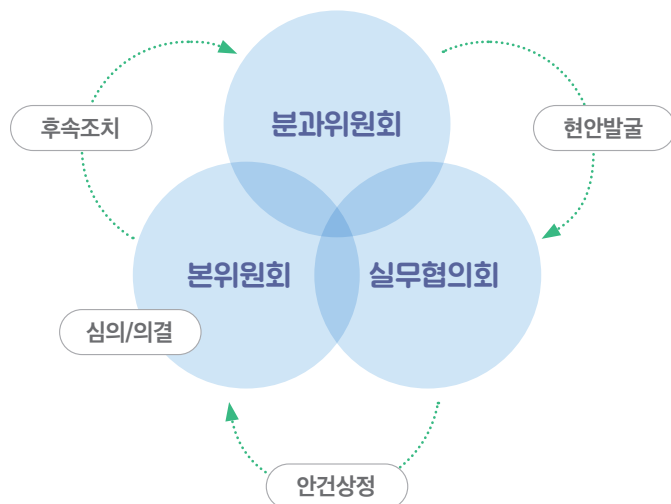 분과위원회
후속조치
현안발굴
본위원회
실무협의회
심의/의결
안건상정